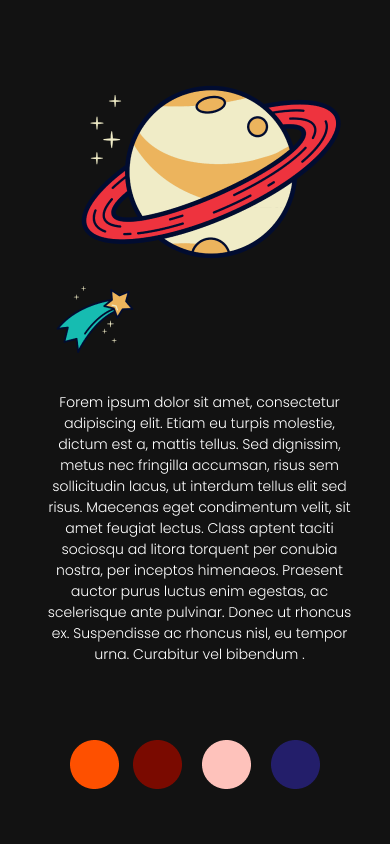 Forem ipsum dolor sit amet, consectetur
adipiscing elit. Etiam eu turpis molestie,
dictum est a, mattis tellus. Sed dignissim,
metus nec fringilla accumsan, risus sem
sollicitudin lacus, ut interdum tellus elit sed
risus. Maecenas eget condimentum velit, sit
amet feugiat lectus. Class aptent taciti
sociosqu ad litora torquent per conubia
nostra, per inceptos himenaeos. Praesent
auctor purus luctus enim egestas, ac
scelerisque ante pulvinar. Donec ut rhoncus
ex. Suspendisse ac rhoncus nisl, eu tempor
urna. Curabitur vel bibendum .